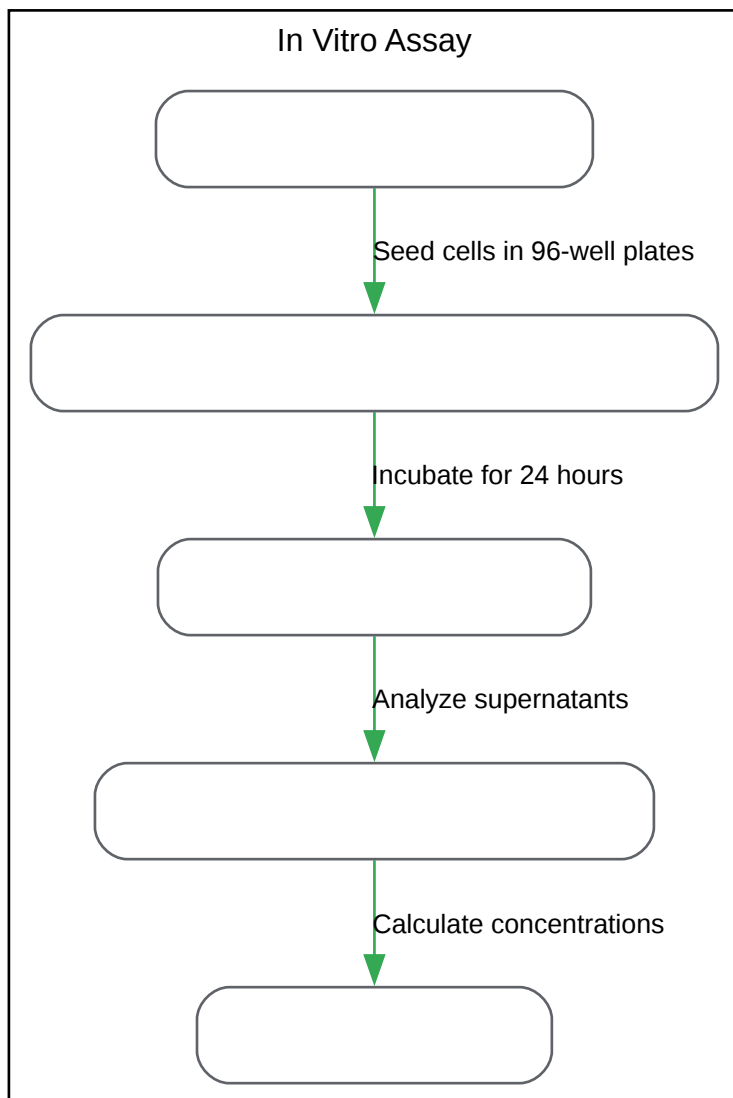 In Vitro Assay
Seed cells in 96-well plates
Incubate for 24 hours
Analyze supernatants
Calculate concentrations